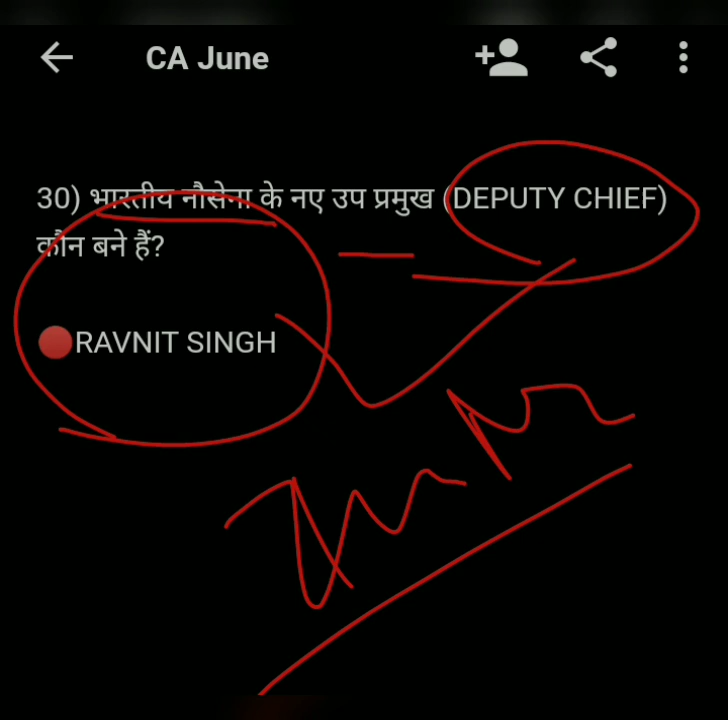 CA June
30) भारतीय नौसेना के नए उप प्रमुख (DEPUTY CHIEF)
कौन बने हैं?
RAVNIT SINGH